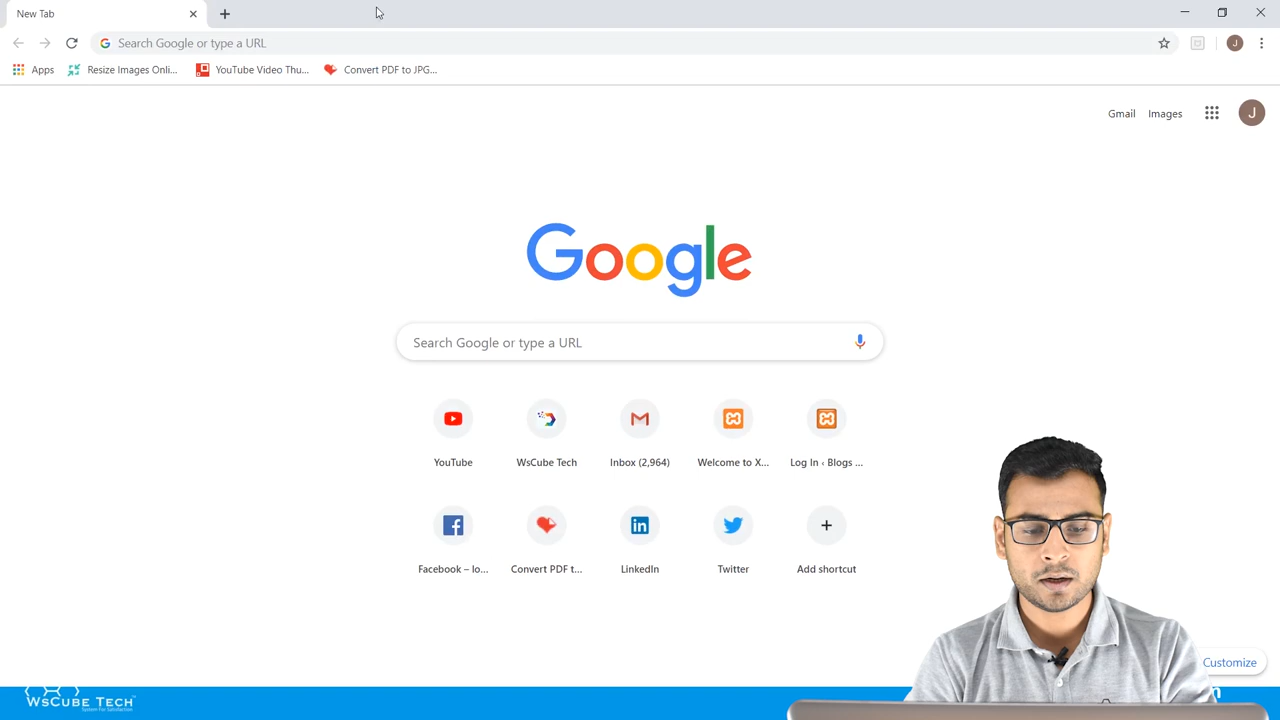 New Tab
Search Google or type a URL
J
Apps
Resize Images Onli...
YouTube Video Thu...
Convert PDF to JPG...
Gmail
Images
J
Google
Search Google or type a URL
YouTube
WsCube Tech
Inbox (2,964)
Welcome to X...
Log In ‹ Blogs ...
Facebook – lo...
Convert PDF t...
LinkedIn
Twitter
Add shortcut
Customize
WsCube Tech